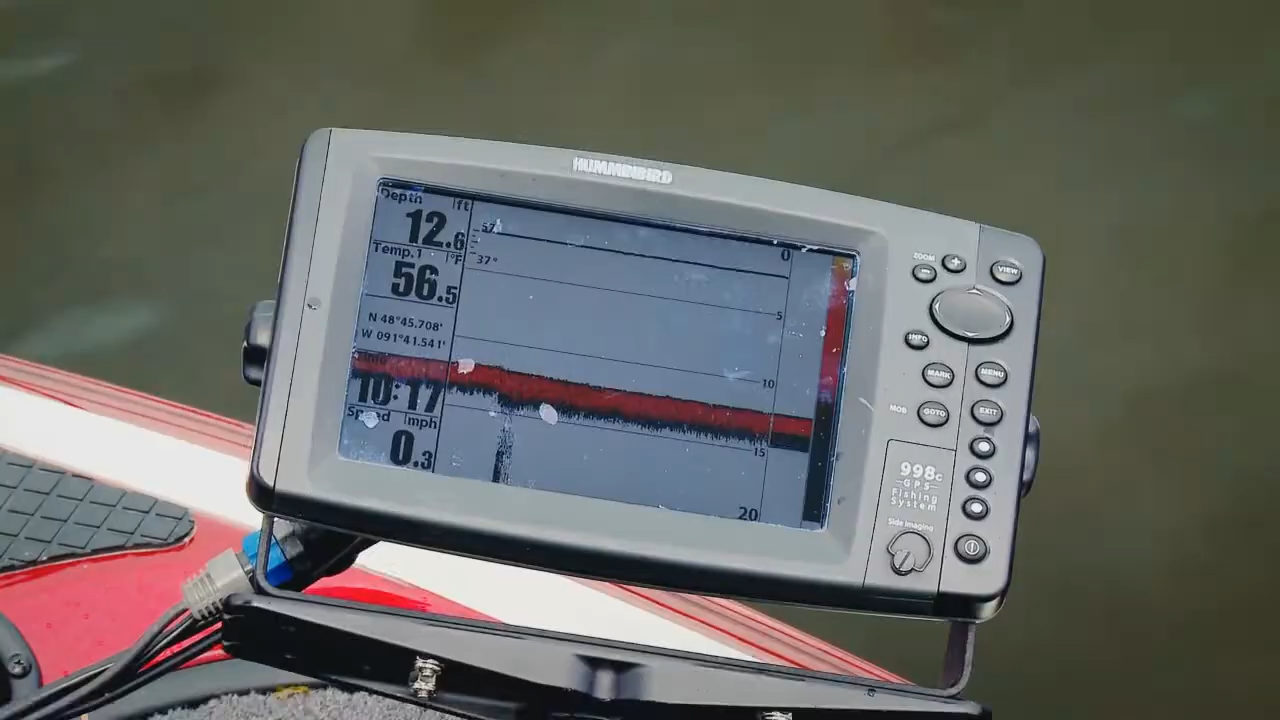 HUMMINBIRD
Depth ft
12.6
Temp.1 °F
56.5
N 48°45.708'
W 091°41.541'
Time
10:17
Speed mph
0.3
57°
37°
0
5
10
15
20
ZOOM
+
-
VIEW
INFO
MARK
MENU
MOB
GOTO
EXIT
998c
GPS
Fishing
System
Side Imaging